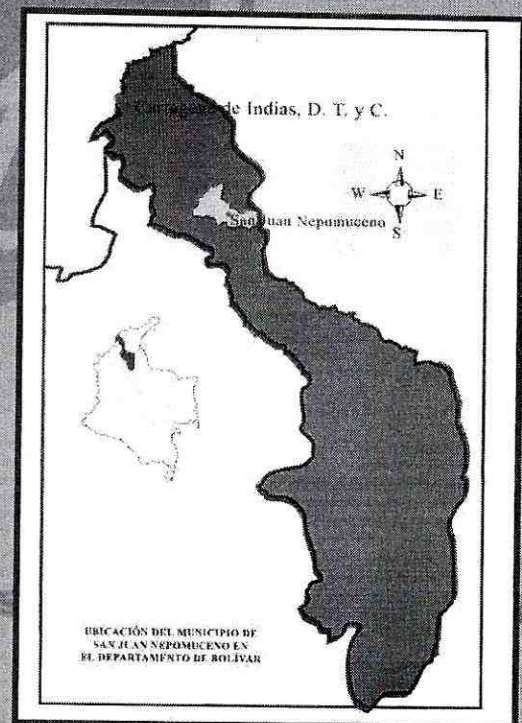 Cartagena de Indias, D. T. y C.
N
W
E
San Juan Nepomuceno
S
UBICACIÓN DEL MUNICIPIO DE
SAN JUAN NEPOMUCENO EN
EL DEPARTAMENTO DE BOLÍVAR